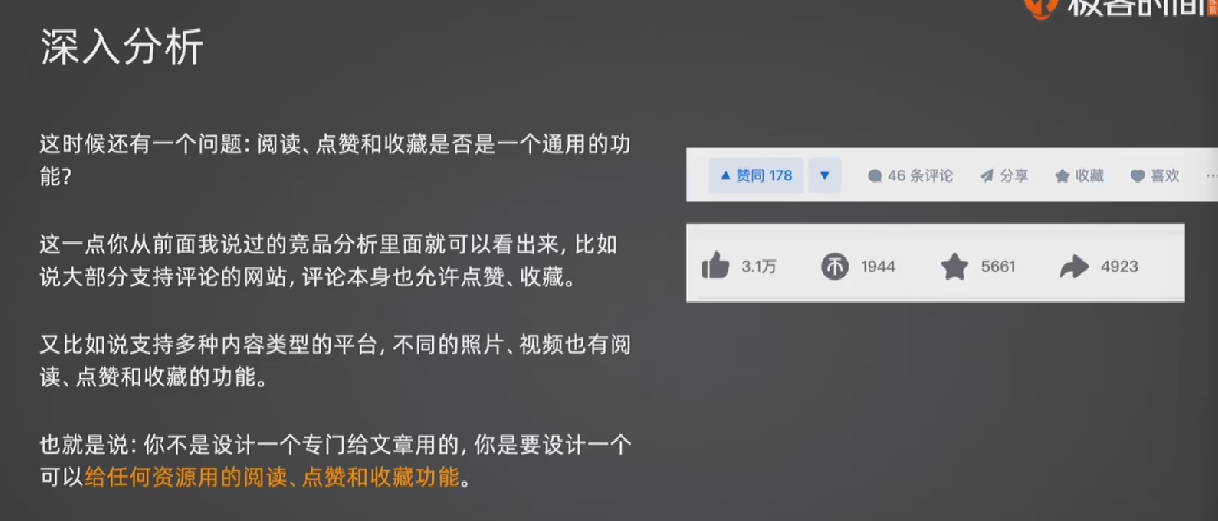 极客时间
深入分析
这时候还有一个问题：阅读、点赞和收藏是否是一个通用的功
能？
这一点你从前面我说过的竞品分析里面就可以看出来，比如
说大部分支持评论的网站，评论本身也允许点赞、收藏。
又比如说支持多种内容类型的平台，不同的照片、视频也有阅
读、点赞和收藏的功能。
也就是说：你不是设计一个专门给文章用的，你是要设计一个
可以给任何资源用的阅读、点赞和收藏功能。
▲ 赞同 178 ▼ 46 条评论 分享 收藏 喜欢 ···
3.1万 1944 5661 4923